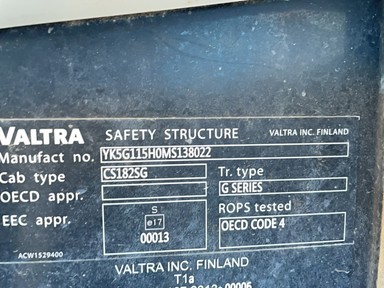 VALTRA SAFETY STRUCTURE VALTRA INC. FINLAND
Manufact no. YK5G115H0MS138022
Cab type CS182SG Tr. type
OECD appr. G SERIES
S
EEC appr. e17 ROPS tested
00013 OECD CODE 4
ACW1529400
VALTRA INC. FINLAND
T1a